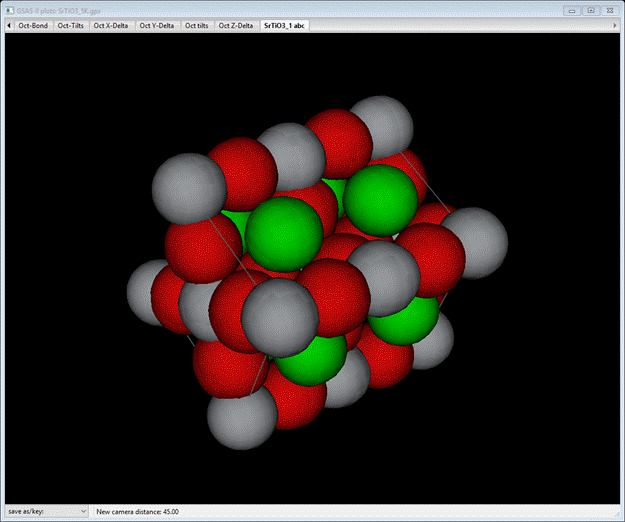 GSAS-II plots: SrTiO3_5K.gpx
Oct-Bond Oct-Tilts Oct X-Delta Oct Y-Delta Oct tilts Oct Z-Delta SrTiO3_1 abc
save as/key: New camera distance: 45.00